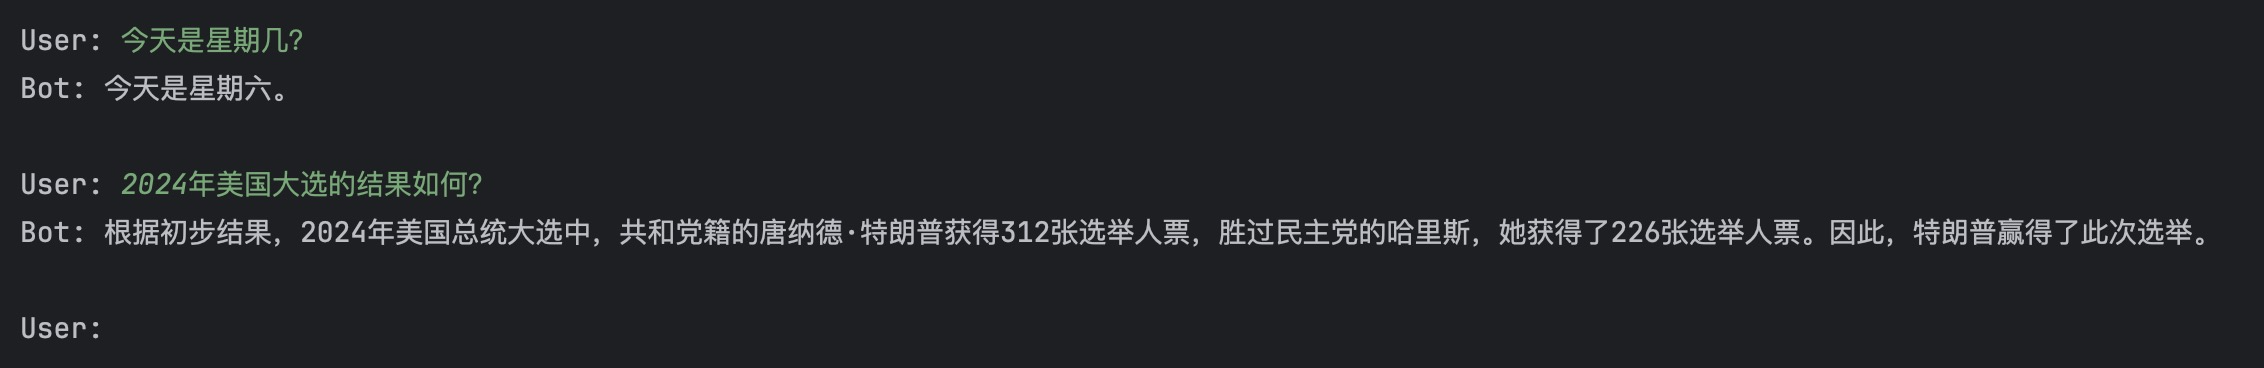 User: 今天是星期几?
Bot: 今天是星期六。
User: 2024年美国大选的结果如何?
Bot: 根据初步结果，2024年美国总统大选中，共和党籍的唐纳德·特朗普获得312张选举人票，胜过民主党的哈里斯，她获得了226张选举人票。因此，特朗普赢得了此次选举。
User: